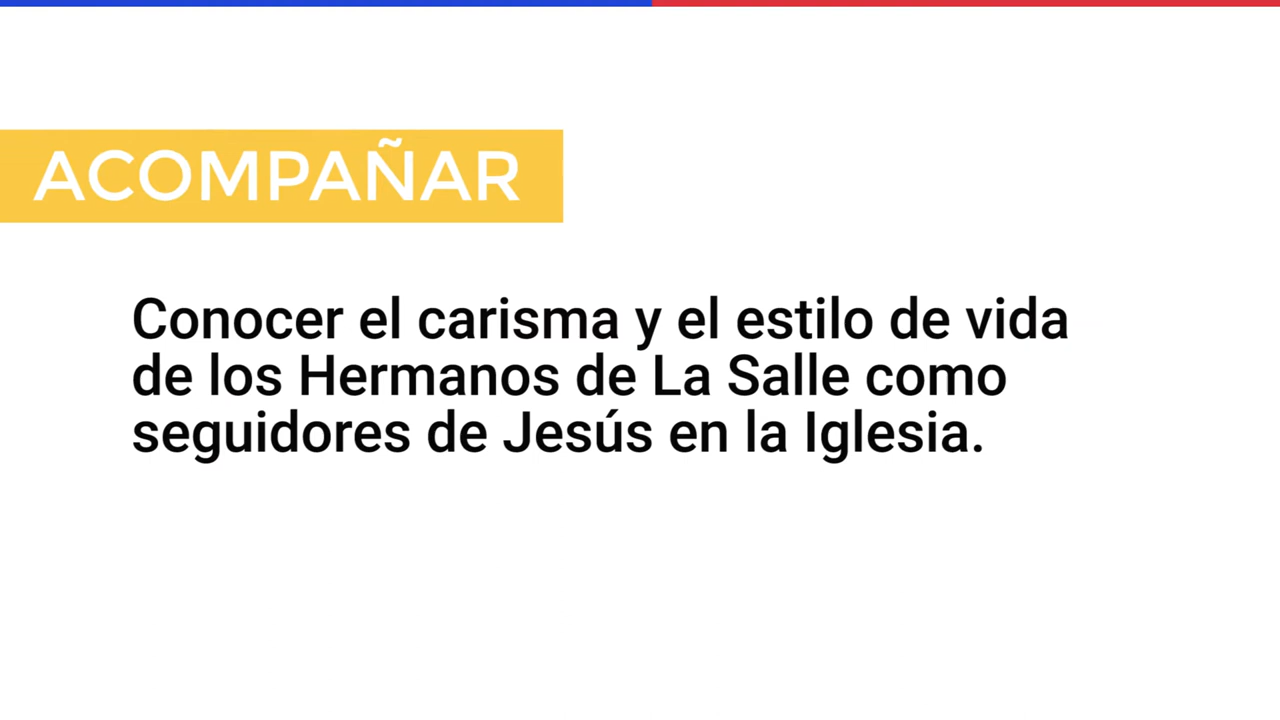 ACOMPAÑAR
Conocer el carisma y el estilo de vida
de los Hermanos de La Salle como
seguidores de Jesús en la Iglesia.